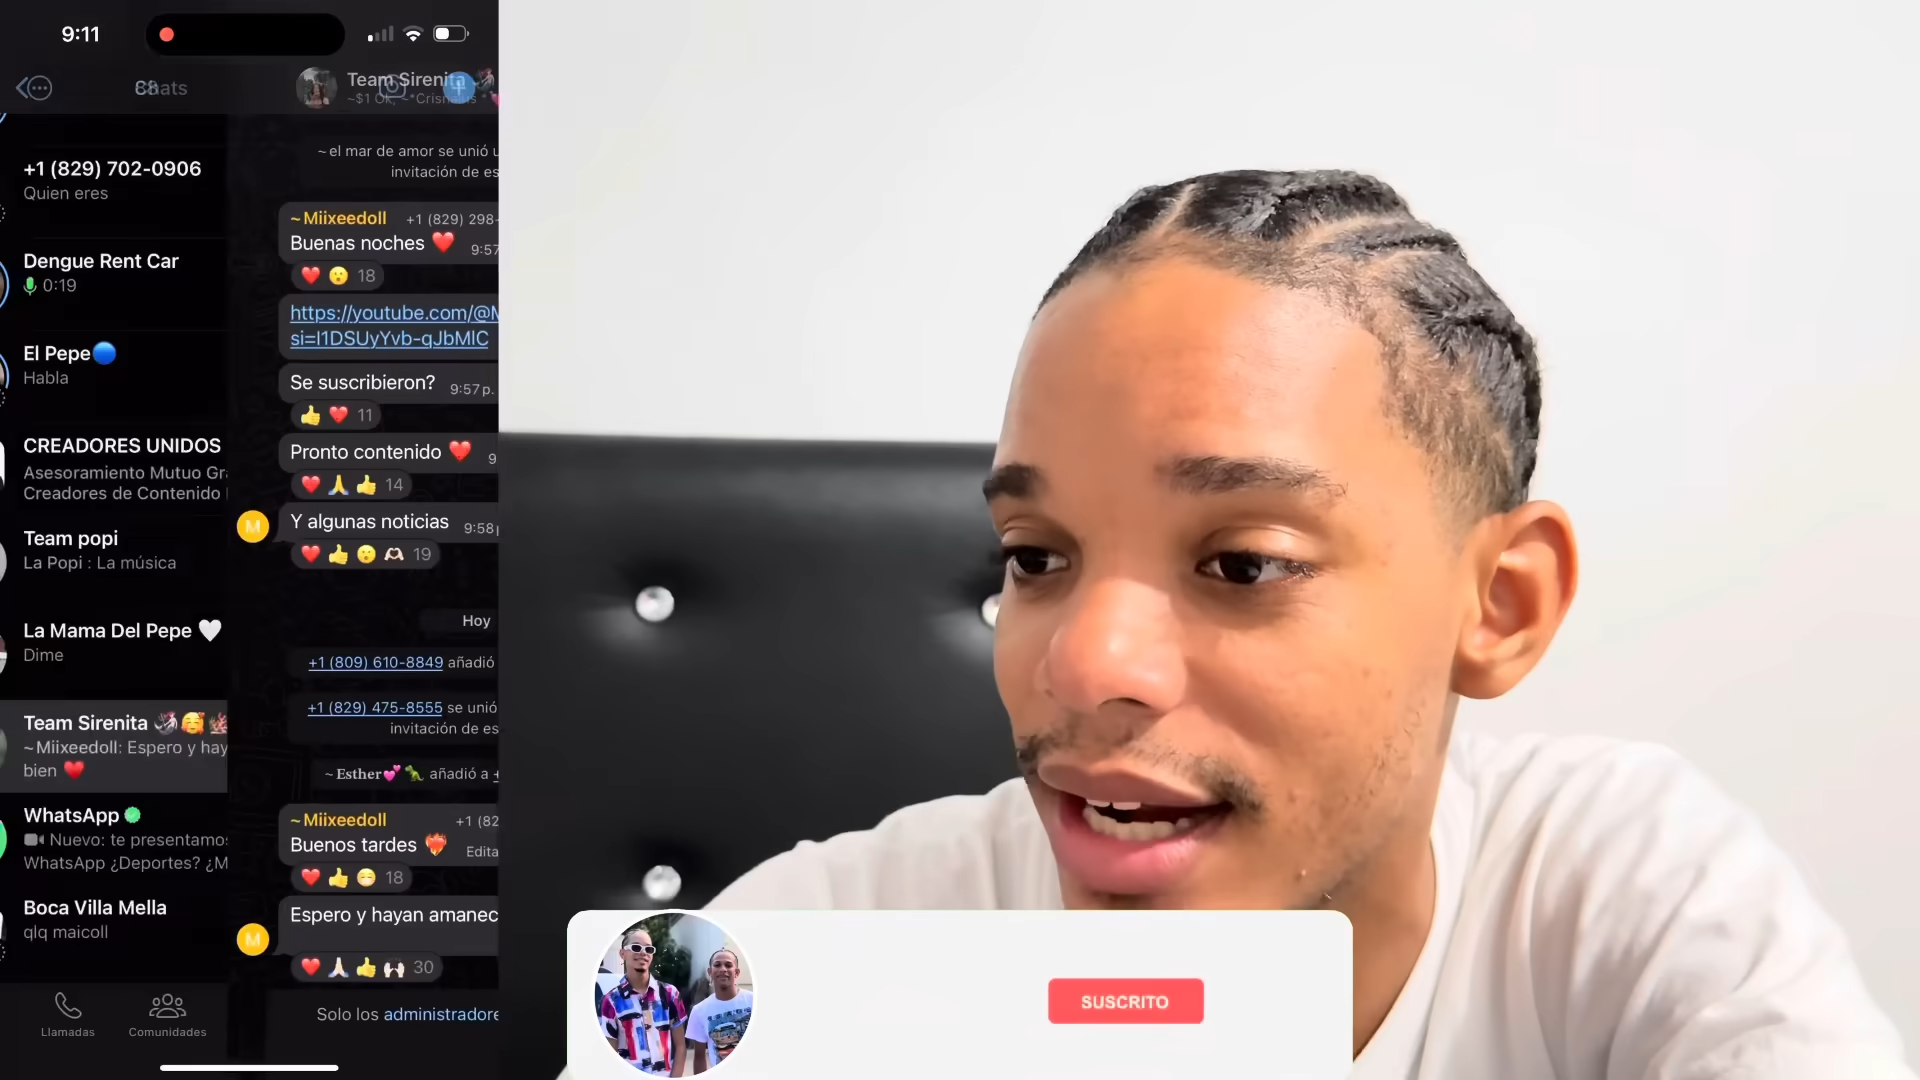 9:11
Chats
88
Team Sirenita
~$1 Ok, ~*Crismeilis
+1 (829) 702-0906
Quien eres
Dengue Rent Car
0:19
El Pepe🔵
Habla
CREADORES UNIDOS
Asesoramiento Mutuo Gr
Creadores de Contenido
Team popi
La Popi : La música
La Mama Del Pepe 🤍
Dime
Team Sirenita 🥰
~Miixeedoll: Espero y hay
bien ❤️
WhatsApp
Nuevo: te presentamos
WhatsApp ¿Deportes? ¿M
Boca Villa Mella
qlq maicoll
Llamadas
Comunidades
~el mar de amor se unió u
invitación de es
~Miixeedoll +1 (829) 298-
Buenas noches ❤️ 9:57
❤️😮 18
https://youtube.com/@M
si=I1DSUyYvb-qJbMlC
Se suscribieron? 9:57 p.
👍❤️ 11
Pronto contenido ❤️ 9
❤️🙏👍 14
M
Y algunas noticias 9:58
❤️👍😮🫶🏻 19
Hoy
+1 (809) 610-8849 añadió
+1 (829) 475-8555 se unió
invitación de es
~Esther💕🦖 añadió a +
~Miixeedoll +1 (82
Buenos tardes ❤️‍🔥 Edita
❤️👍😁 18
M
Espero y hayan amanec
❤️🙏🏻👍🙌🏻 30
Solo los administradore
SUSCRITO